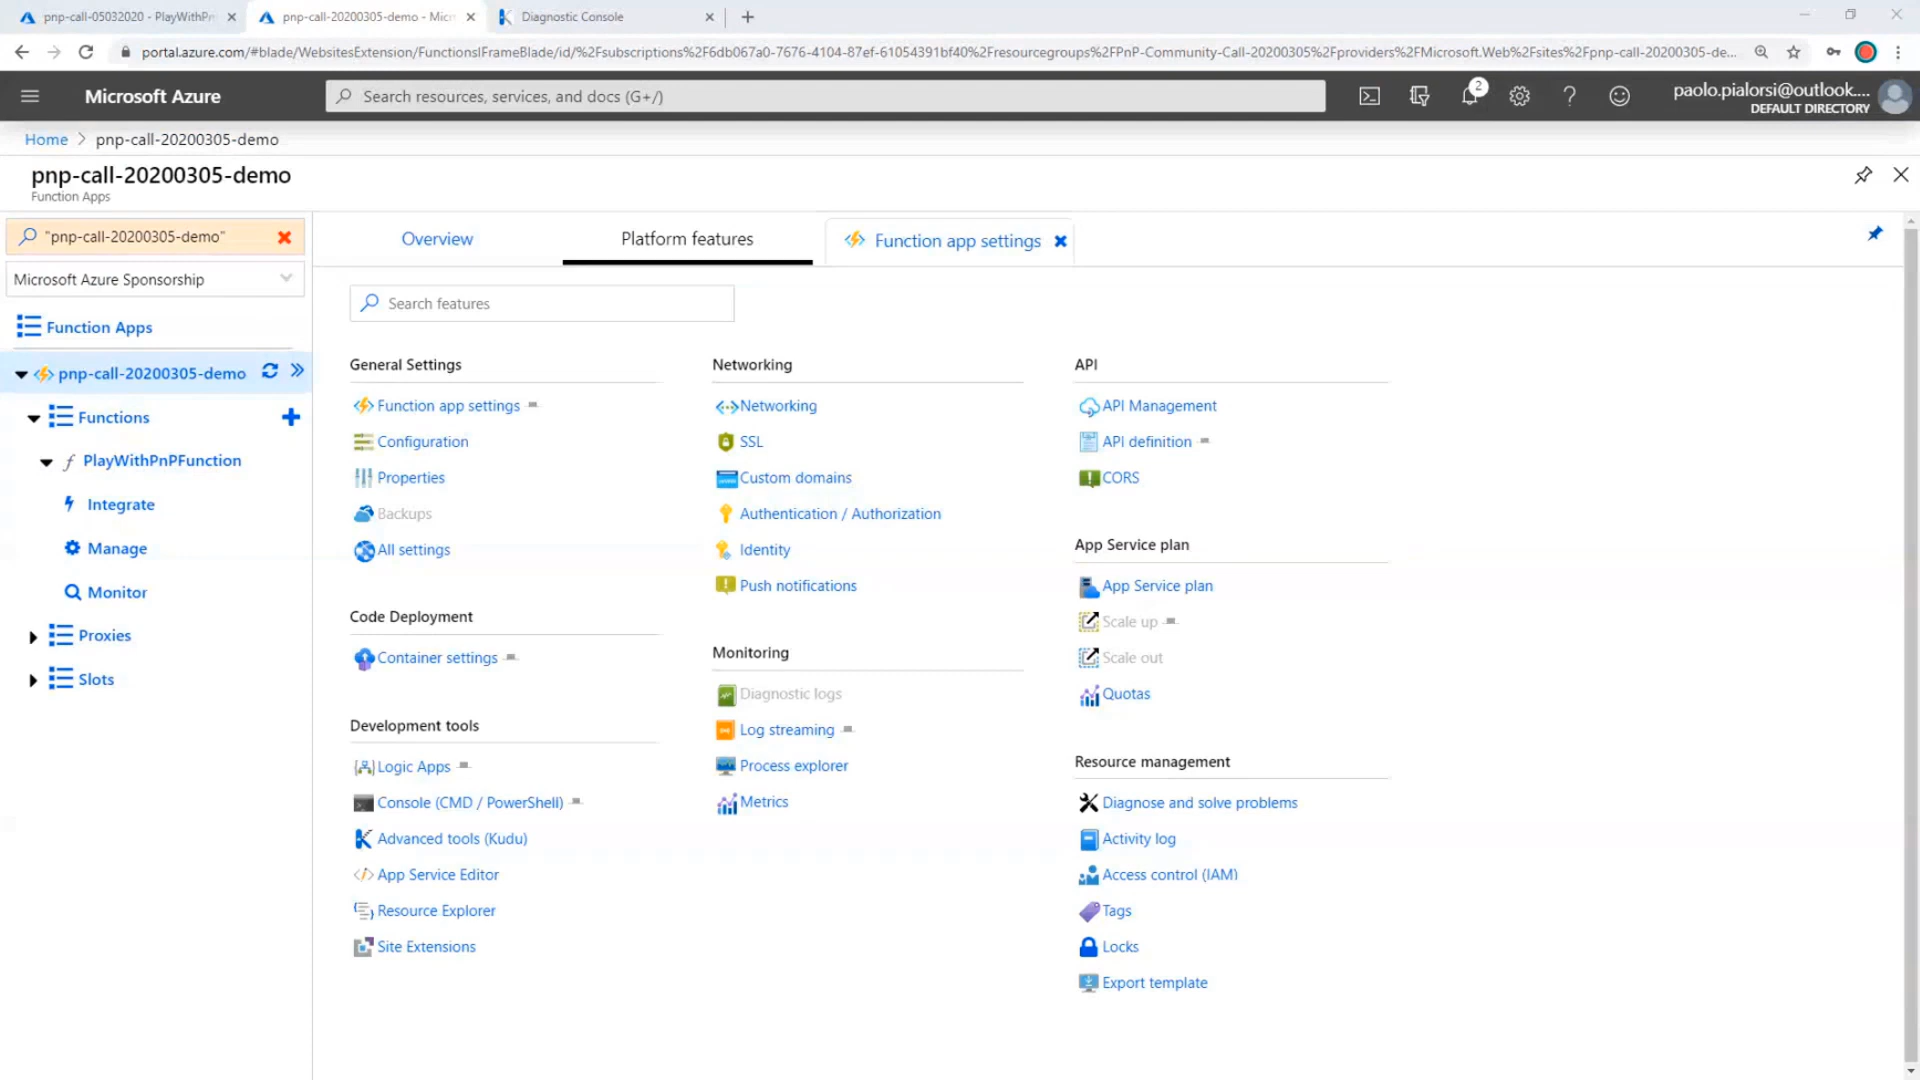 pnp-call-05032020 - PlayWithPn
pnp-call-20200305-demo - Micr
Diagnostic Console
portal.azure.com/#blade/WebsitesExtension/FunctionsIFrameBlade/id/%2Fsubscriptions%2F6db067a0-7676-4104-87ef-61054391bf40%2Fresourcegroups%2FPnP-Community-Call-20200305%2Fproviders%2FMicrosoft.Web%2Fsites%2Fpnp-call-20200305-de...
Microsoft Azure
Search resources, services, and docs (G+/)
2
paolo.pialorsi@outlook....
DEFAULT DIRECTORY
Home > pnp-call-20200305-demo
pnp-call-20200305-demo
Function Apps
"pnp-call-20200305-demo"
Microsoft Azure Sponsorship
Function Apps
pnp-call-20200305-demo
Functions
PlayWithPnPFunction
Integrate
Manage
Monitor
Proxies
Slots
Overview
Platform features
Function app settings
Search features
General Settings
Function app settings
Configuration
Properties
Backups
All settings
Code Deployment
Container settings
Development tools
Logic Apps
Console (CMD / PowerShell)
Advanced tools (Kudu)
App Service Editor
Resource Explorer
Site Extensions
Networking
Networking
SSL
Custom domains
Authentication / Authorization
Identity
Push notifications
Monitoring
Diagnostic logs
Log streaming
Process explorer
Metrics
API
API Management
API definition
CORS
App Service plan
App Service plan
Scale up
Scale out
Quotas
Resource management
Diagnose and solve problems
Activity log
Access control (IAM)
Tags
Locks
Export template